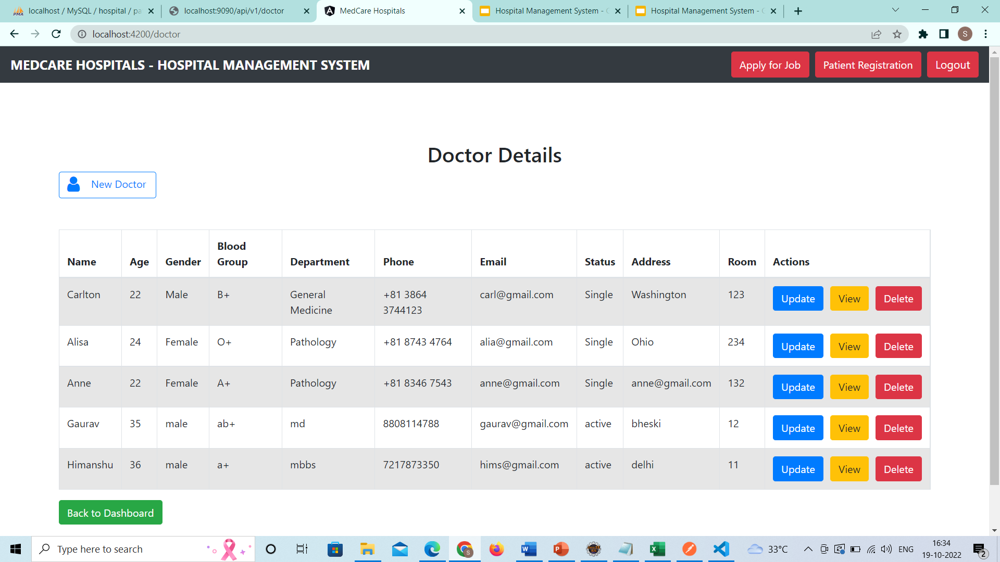 localhost / MySQL / hospital / pa
localhost:9090/api/v1/doctor
MedCare Hospitals
Hospital Management System -
Hospital Management System -
localhost:4200/doctor
S
MEDCARE HOSPITALS - HOSPITAL MANAGEMENT SYSTEM
Apply for Job
Patient Registration
Logout
Doctor Details
New Doctor
Name Age Gender Blood Group Department Phone Email Status Address Room Actions
Carlton 22 Male B+ General Medicine +81 3864 3744123 carl@gmail.com Single Washington 123 Update View Delete
Alisa 24 Female O+ Pathology +81 8743 4764 alia@gmail.com Single Ohio 234 Update View Delete
Anne 22 Female A+ Pathology +81 8346 7543 anne@gmail.com Single anne@gmail.com 132 Update View Delete
Gaurav 35 male ab+ md 8808114788 gaurav@gmail.com active bheski 12 Update View Delete
Himanshu 36 male a+ mbbs 7217873350 hims@gmail.com active delhi 11 Update View Delete
Back to Dashboard
Type here to search
33°C
ENG
16:34
19-10-2022
2